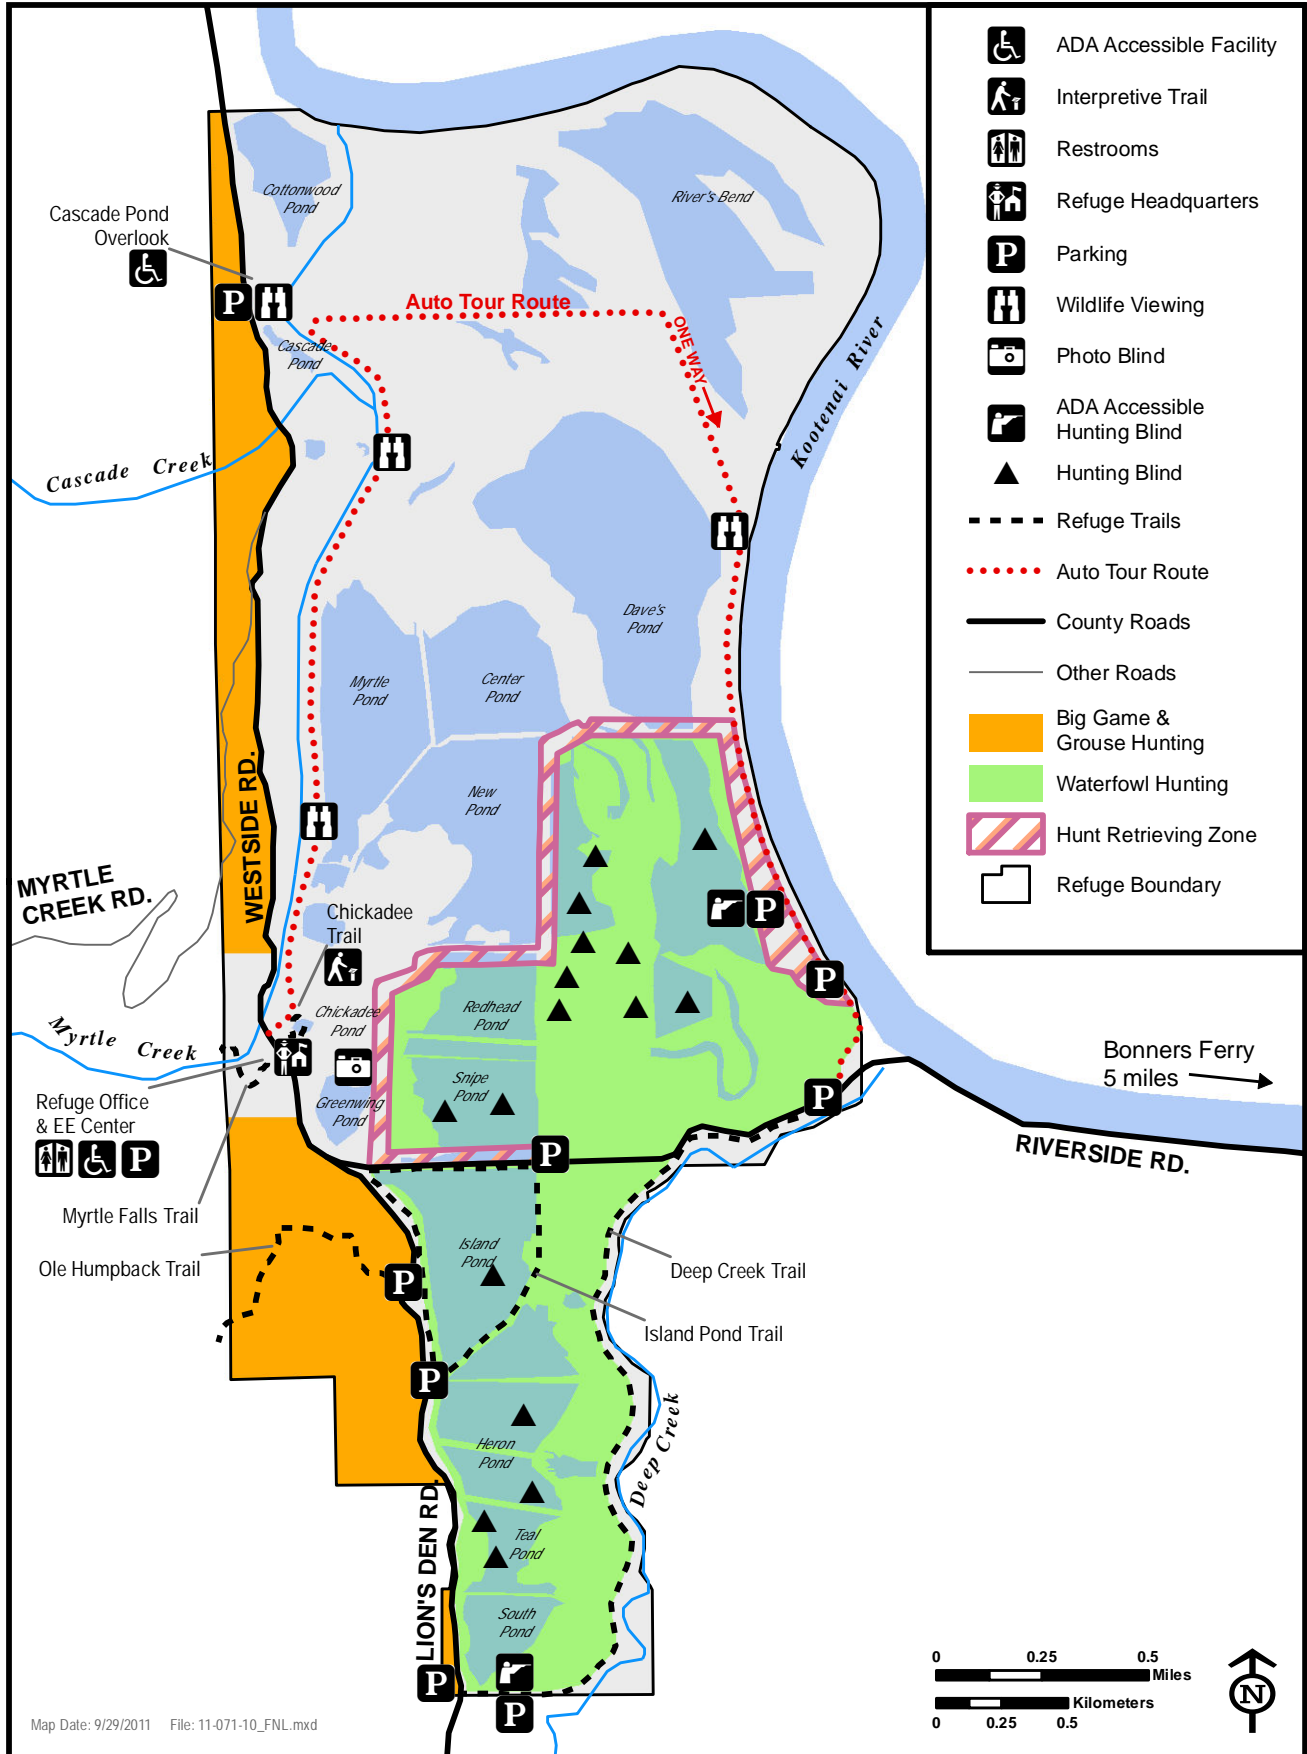 Cottonwood
Pond
River's Bend
Cascade Pond
Overlook
P
Auto Tour Route
ONE WAY
Cascade
Pond
Kootenai River
Cascade Creek
Dave's
Pond
Myrtle
Pond
Center
Pond
New
Pond
WESTSIDE RD.
MYRTLE
CREEK RD.
Chickadee
Trail
P
P
Redhead
Pond
Chickadee
Pond
Myrtle Creek
Snipe
Pond
Greenwing
Pond
P
Refuge Office
& EE Center
P
P
Bonners Ferry
5 miles
RIVERSIDE RD.
Myrtle Falls Trail
Ole Humpback Trail
Island
Pond
P
Deep Creek Trail
Island Pond Trail
P
Deep Creek
Heron
Pond
Teal
Pond
LION'S DEN RD.
South
Pond
P
P
ADA Accessible Facility
Interpretive Trail
Restrooms
Refuge Headquarters
P
Parking
Wildlife Viewing
Photo Blind
ADA Accessible
Hunting Blind
Hunting Blind
Refuge Trails
Auto Tour Route
County Roads
Other Roads
Big Game &
Grouse Hunting
Waterfowl Hunting
Hunt Retrieving Zone
Refuge Boundary
0 0.25 0.5
Miles
Kilometers
0 0.25 0.5
N
Map Date: 9/29/2011 File: 11-071-10_FNL.mxd